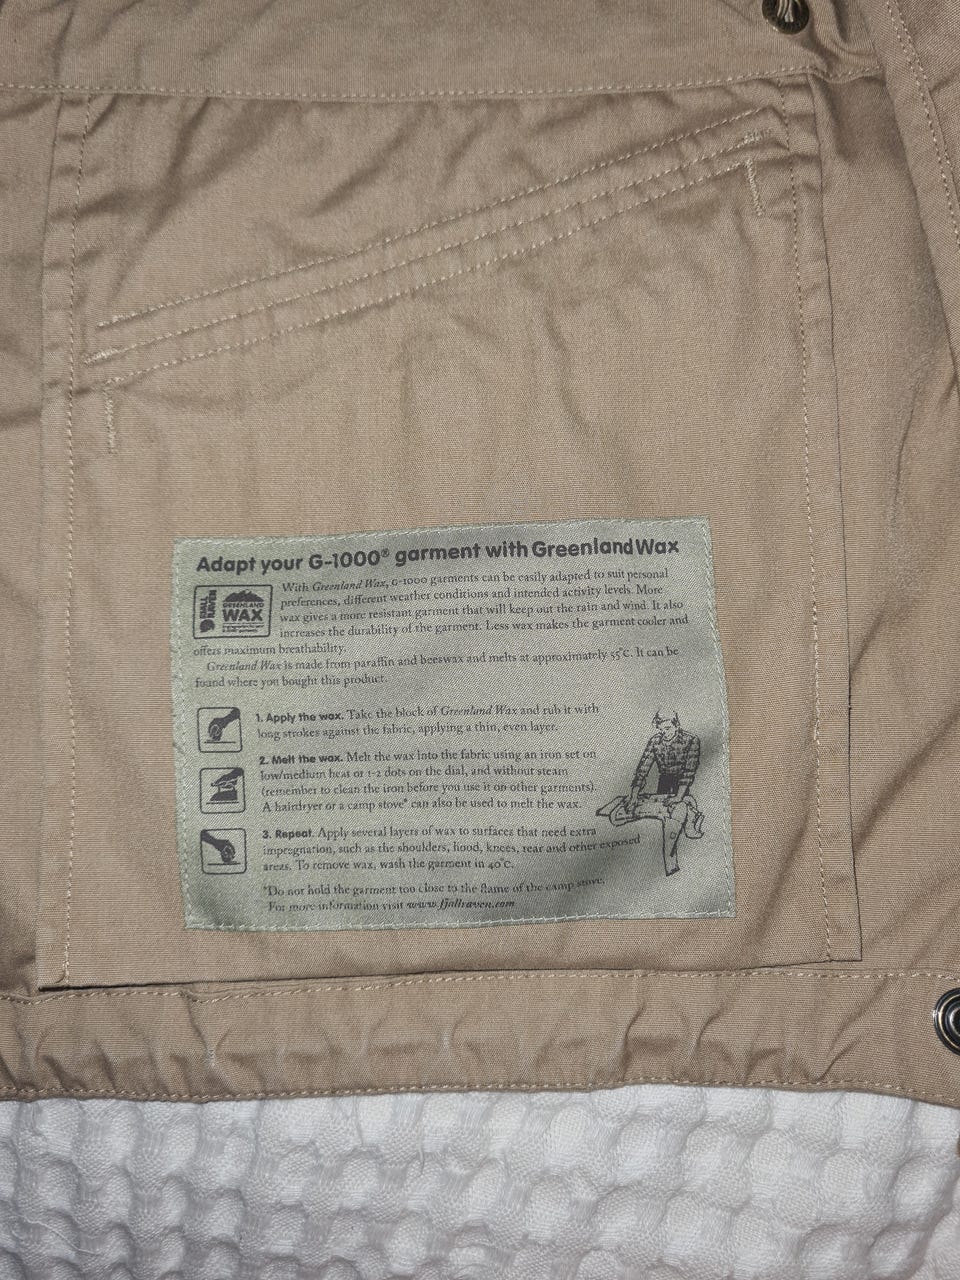 Adapt your G-1000® garment with Greenland Wax
FJÄLL RÄVEN
GREENLAND
WAX
With Greenland Wax, G-1000 garments can be easily adapted to suit personal
preferences, different weather conditions and intended activity levels. More
wax gives a more resistant garment that will keep out the rain and wind. It also
increases the durability of the garment. Less wax makes the garment cooler and
offers maximum breathability.
Greenland Wax is made from paraffin and beeswax and melts at approximately 55°C. It can be
found where you bought this product.
1. Apply the wax. Take the block of Greenland Wax and rub it with
long strokes against the fabric, applying a thin, even layer.
2. Melt the wax. Melt the wax into the fabric using an iron set on
low/medium heat or 1-2 dots on the dial, and without steam
(remember to clean the iron before you use it on other garments).
A hairdryer or a camp stove* can also be used to melt the wax.
3. Repeat. Apply several layers of wax to surfaces that need extra
impregnation, such as the shoulders, hood, knees, rear and other exposed
areas. To remove wax, wash the garment in 40°C.
*Do not hold the garment too close to the flame of the camp stove.
For more information visit www.fjallraven.com